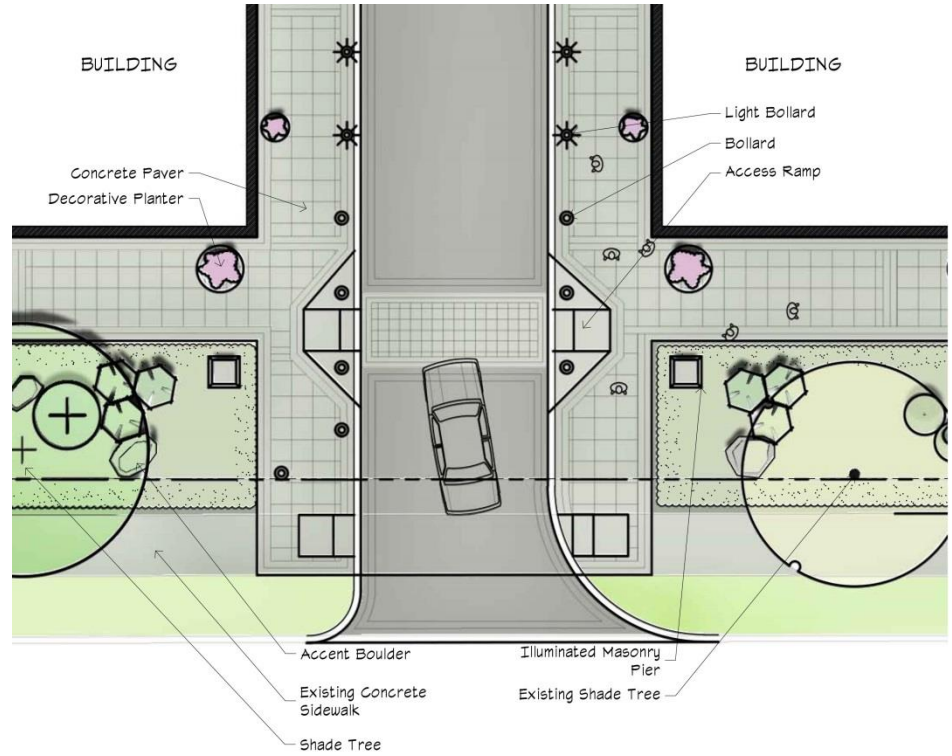 BUILDING
BUILDING
Light Bollard
Bollard
Access Ramp
Concrete Paver
Decorative Planter
Accent Boulder
Existing Concrete
Sidewalk
Shade Tree
Illuminated Masonry
Pier
Existing Shade Tree